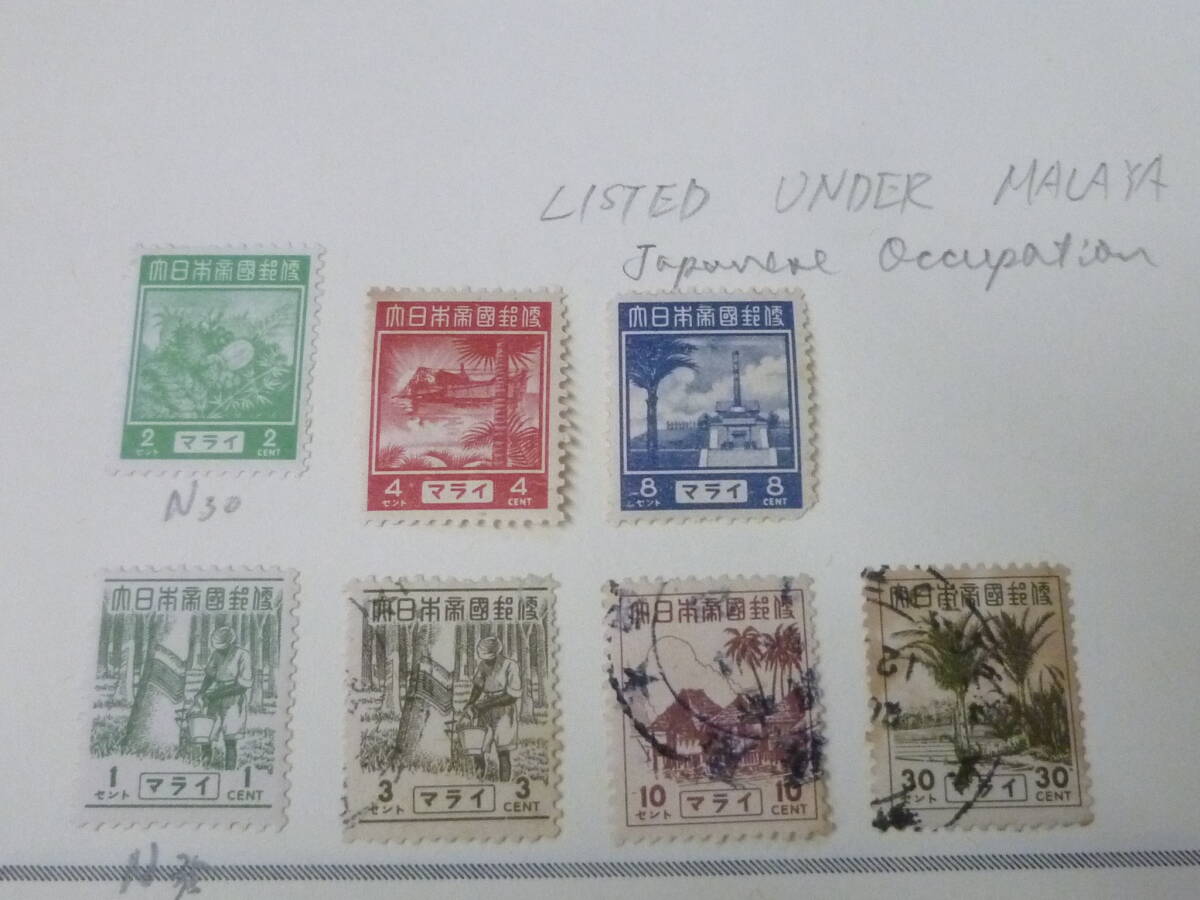 LISTED UNDER MALAYA
Japanese Occupation
大日本帝國郵便
2 マライ 2
セント CENT
N30
大日本帝國郵便
4 マライ 4
セント CENT
大日本帝國郵便
8 マライ 8
セント CENT
大日本帝國郵便
1 マライ 1
セント CENT
大日本帝國郵便
3 マライ 3
セント CENT
大日本帝國郵便
10 マライ 10
セント CENT
大日本帝國郵便
30 マライ 30
セント CENT
12
N